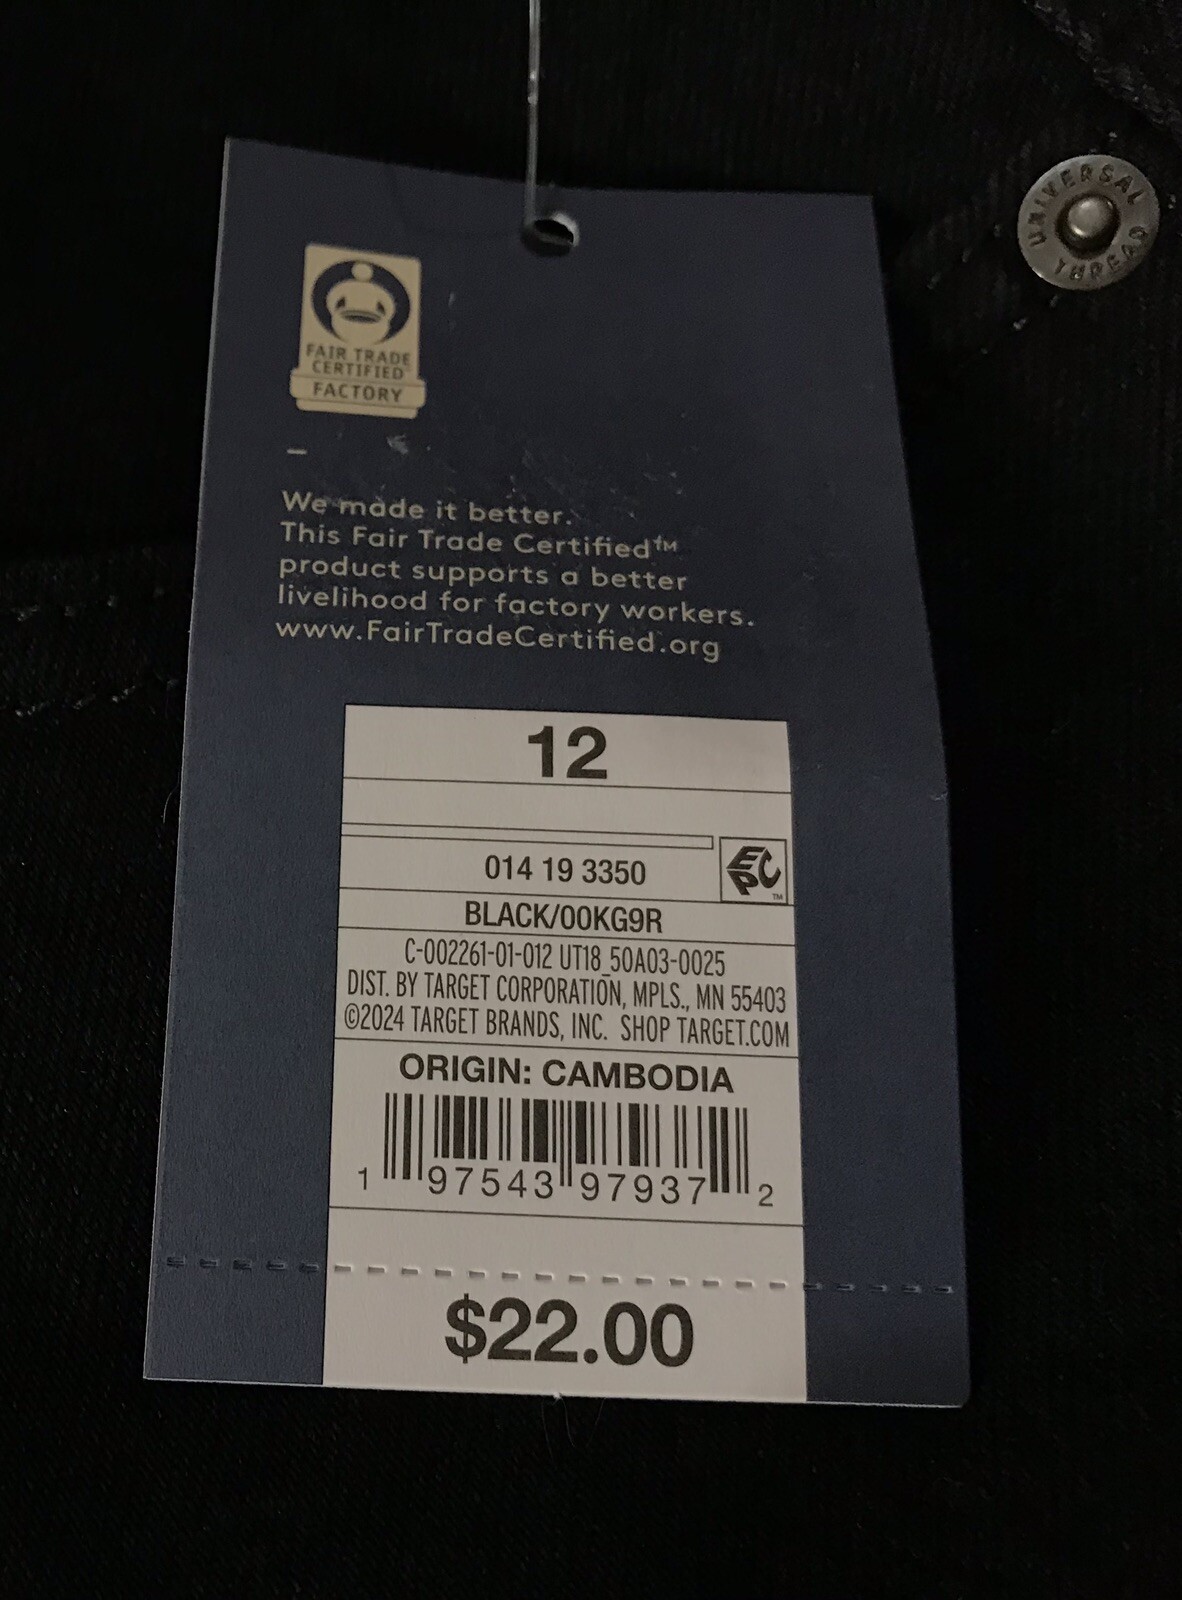 UNIVERSAL
THREAD
FAIR TRADE
CERTIFIED
FACTORY
We made it better.
This Fair Trade Certified™
product supports a better
livelihood for factory workers.
www.FairTradeCertified.org
12
014 19 3350
EPC™
BLACK/00KG9R
C-002261-01-012 UT18_50A03-0025
DIST. BY TARGET CORPORATION, MPLS., MN 55403
©2024 TARGET BRANDS, INC. SHOP TARGET.COM
ORIGIN: CAMBODIA
1 97543 97937 2
$22.00